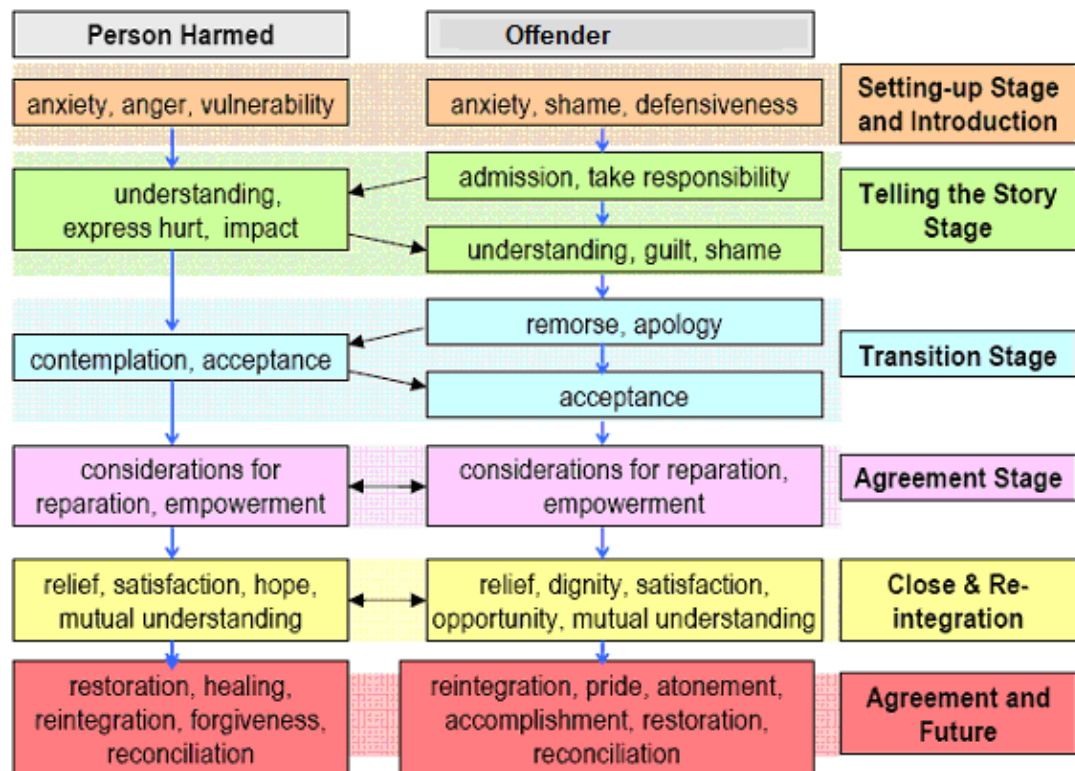 Person Harmed
Offender
anxiety, anger, vulnerability
anxiety, shame, defensiveness
Setting-up Stage
and Introduction
understanding,
express hurt, impact
admission, take responsibility
understanding, guilt, shame
Telling the Story
Stage
contemplation, acceptance
remorse, apology
acceptance
Transition Stage
considerations for
reparation, empowerment
considerations for reparation,
empowerment
Agreement Stage
relief, satisfaction, hope,
mutual understanding
relief, dignity, satisfaction,
opportunity, mutual understanding
Close & Re-
integration
restoration, healing,
reintegration, forgiveness,
reconciliation
reintegration, pride, atonement,
accomplishment, restoration,
reconciliation
Agreement and
Future